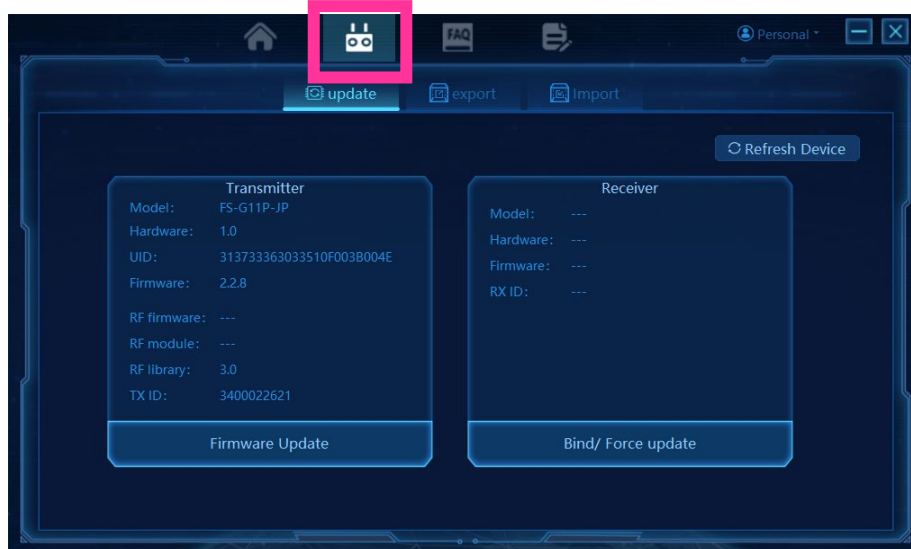 FAQ
Personal
update
export
Import
Refresh Device
Transmitter
Model: FS-G11P-JP
Hardware: 1.0
UID: 313733363033510F003B004E
Firmware: 2.2.8
RF firmware: ---
RF module: ---
RF library: 3.0
TX ID: 3400022621
Firmware Update
Receiver
Model: ---
Hardware: ---
Firmware: ---
RX ID: ---
Bind/ Force update